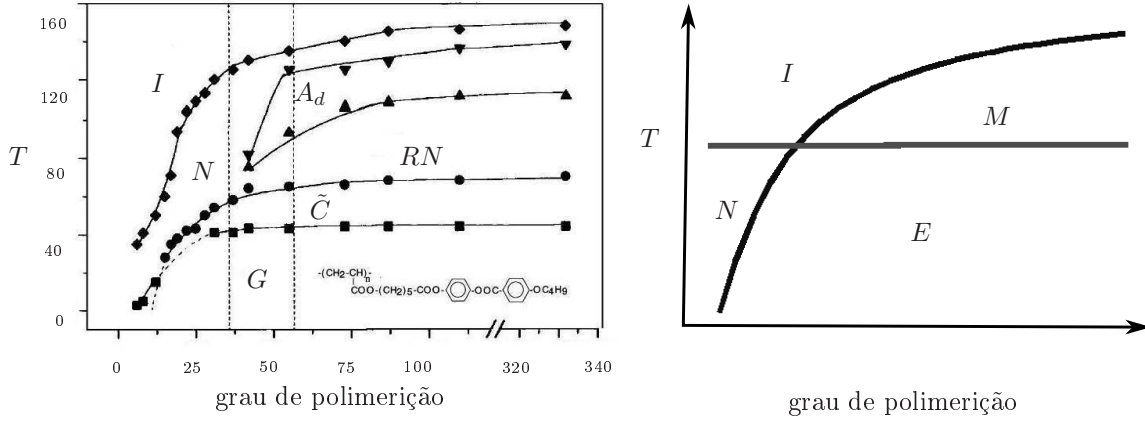 160
120
80
40
0
T
I
N
A_d
RN
C̃
G
-(CH2-CH)-n
COO-(CH2)5-COO- -OOC- -OC4H9
0 25 50 75 100 320 340
grau de polimerição
T
I
M
N
E
grau de polimerição